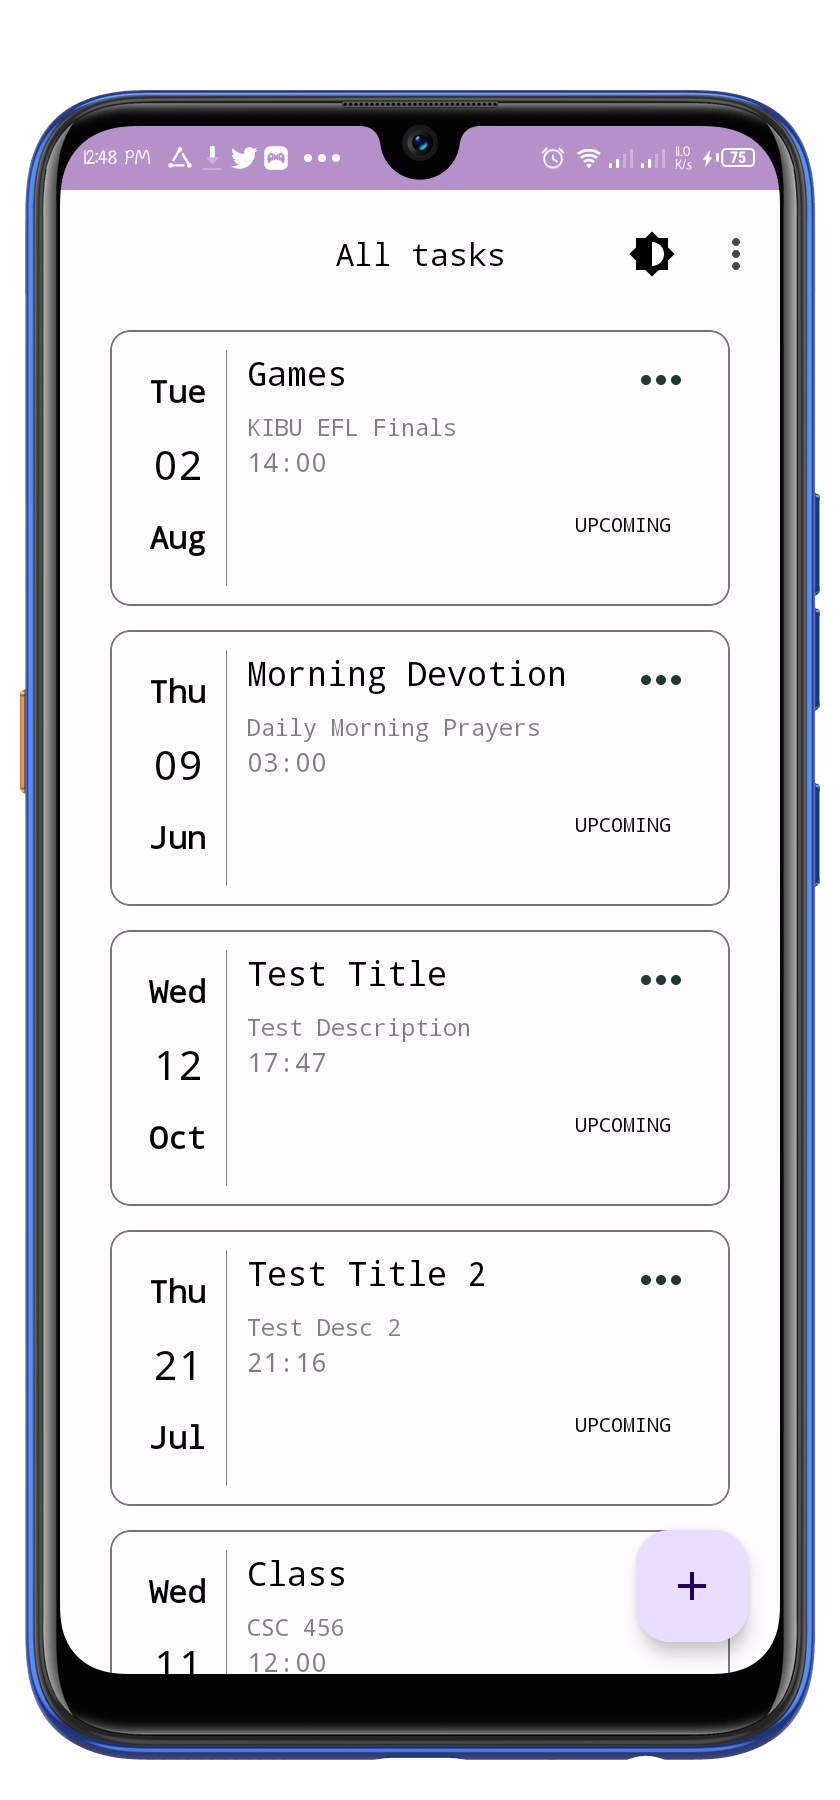 12:48 PM
11.0
K/s
75
All tasks
Tue
02
Aug
Games
KIBU EFL Finals
14:00
UPCOMING
Thu
09
Jun
Morning Devotion
Daily Morning Prayers
03:00
UPCOMING
Wed
12
Oct
Test Title
Test Description
17:47
UPCOMING
Thu
21
Jul
Test Title 2
Test Desc 2
21:16
UPCOMING
Wed
11
Class
CSC 456
12:00